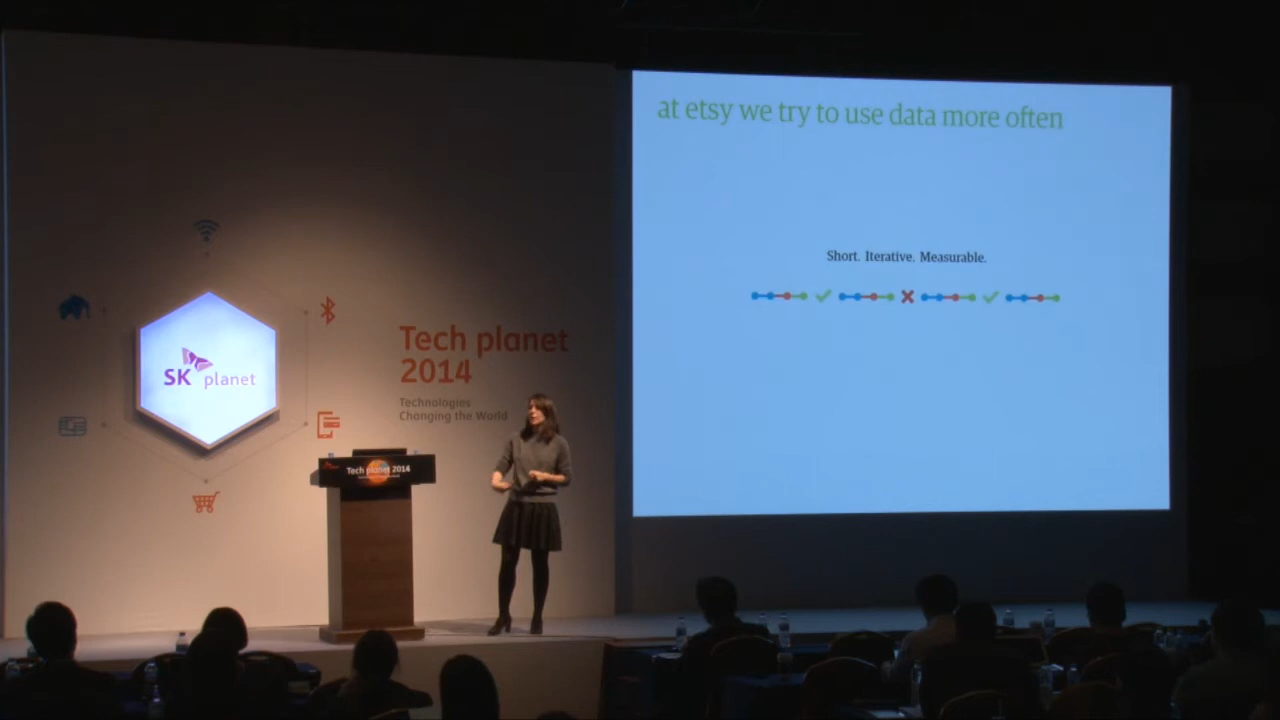 at etsy we try to use data more often
Short. Iterative. Measurable.
Tech planet
2014
Technologies
Changing the World
SK planet
Tech planet 2014